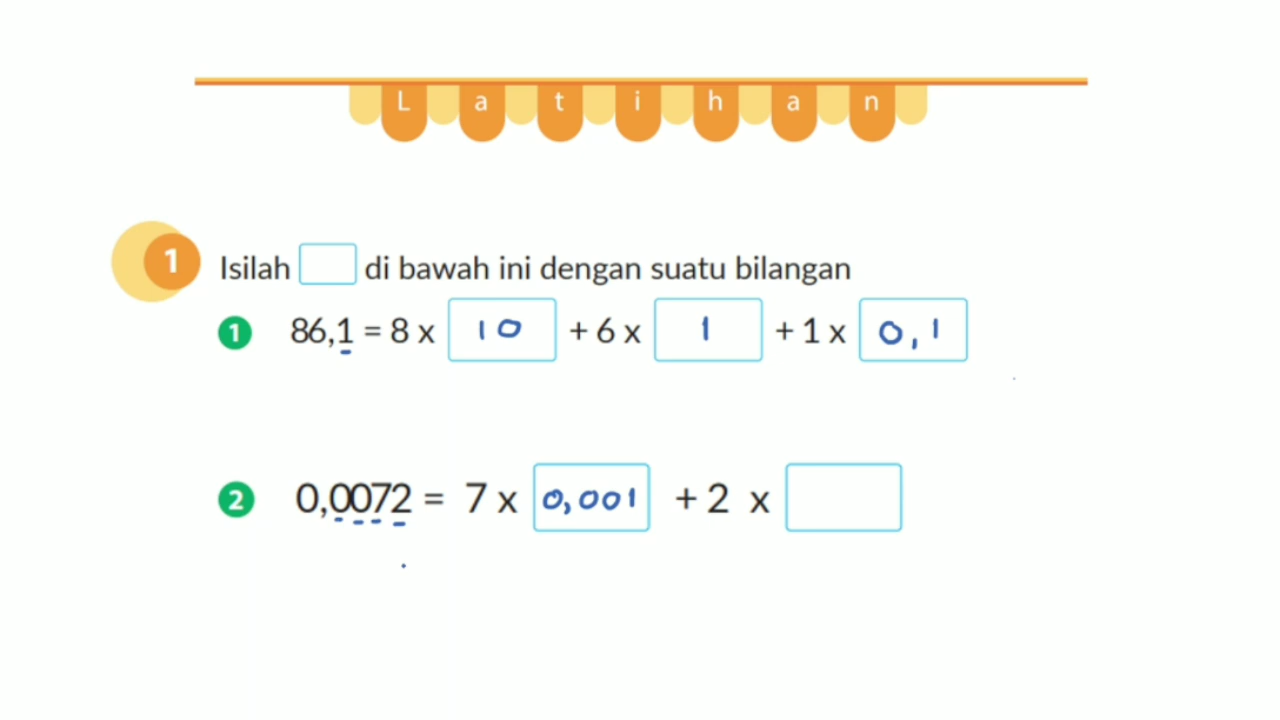 Latihan
1 Isilah di bawah ini dengan suatu bilangan
1 86,1 = 8 x 10 + 6 x 1 + 1 x 0,1
2 0,0072 = 7 x 0,001 + 2 x